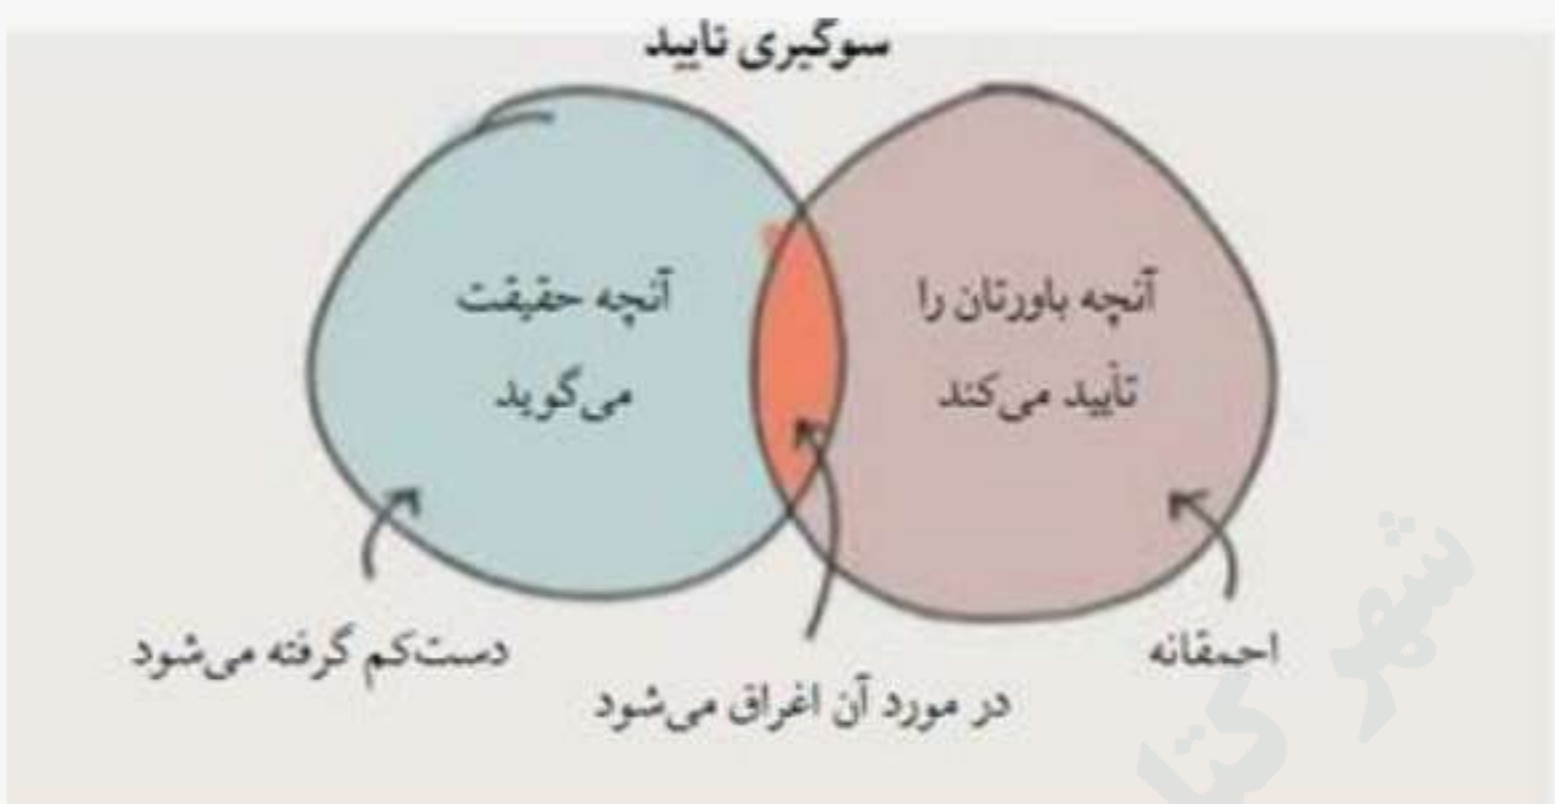 سوگیری تایید
آنچه باورتان را
تأیید می‌کند
آنچه حقیقت
می‌گوید
احمقانه
در مورد آن اغراق می‌شود
دست‌کم گرفته می‌شود
شهر